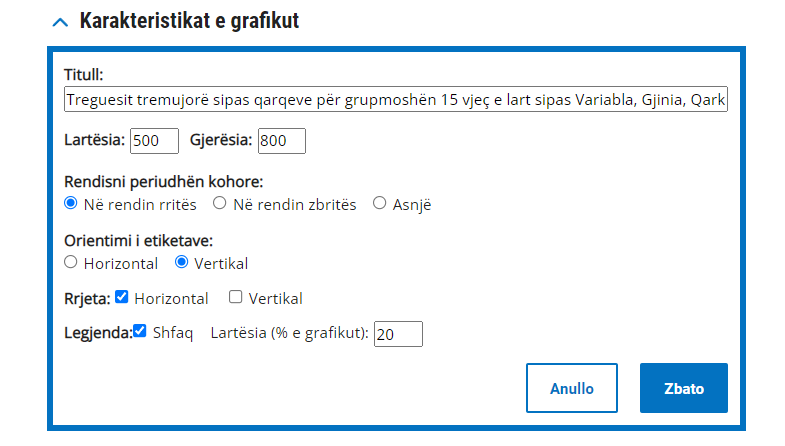 Karakteristikat e grafikut
Titull:
Treguesit tremujorë sipas qarqeve për grupmoshën 15 vjeç e lart sipas Variabla, Gjinia, Qark
Lartësia: 500 Gjerësia: 800
Rendisni periudhën kohore:
Në rendin rritës Në rendin zbritës Asnjë
Orientimi i etiketave:
Horizontal Vertikal
Rrjeta: Horizontal Vertikal
Legjenda: Shfaq Lartësia (% e grafikut): 20
Anullo Zbato